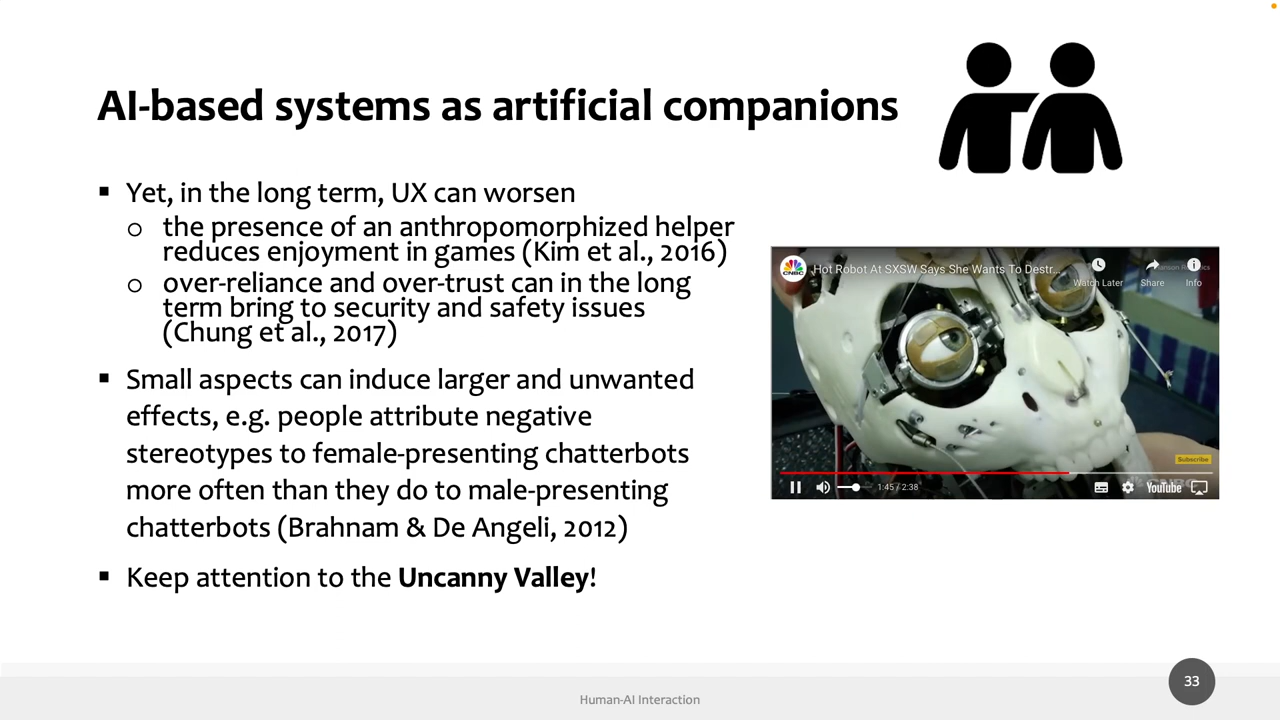 AI-based systems as artificial companions
▪ Yet, in the long term, UX can worsen
o the presence of an anthropomorphized helper
reduces enjoyment in games (Kim et al., 2016)
o over-reliance and over-trust can in the long
term bring to security and safety issues
(Chung et al., 2017)
▪ Small aspects can induce larger and unwanted
effects, e.g. people attribute negative
stereotypes to female-presenting chatterbots
more often than they do to male-presenting
chatterbots (Brahnam & De Angeli, 2012)
▪ Keep attention to the Uncanny Valley!
CNBC
Hot Robot At SXSW Says She Wants To Destr...
Watch Later
Share
Info
Subscribe
1:45 / 2:38
YouTube
Human-AI Interaction
33